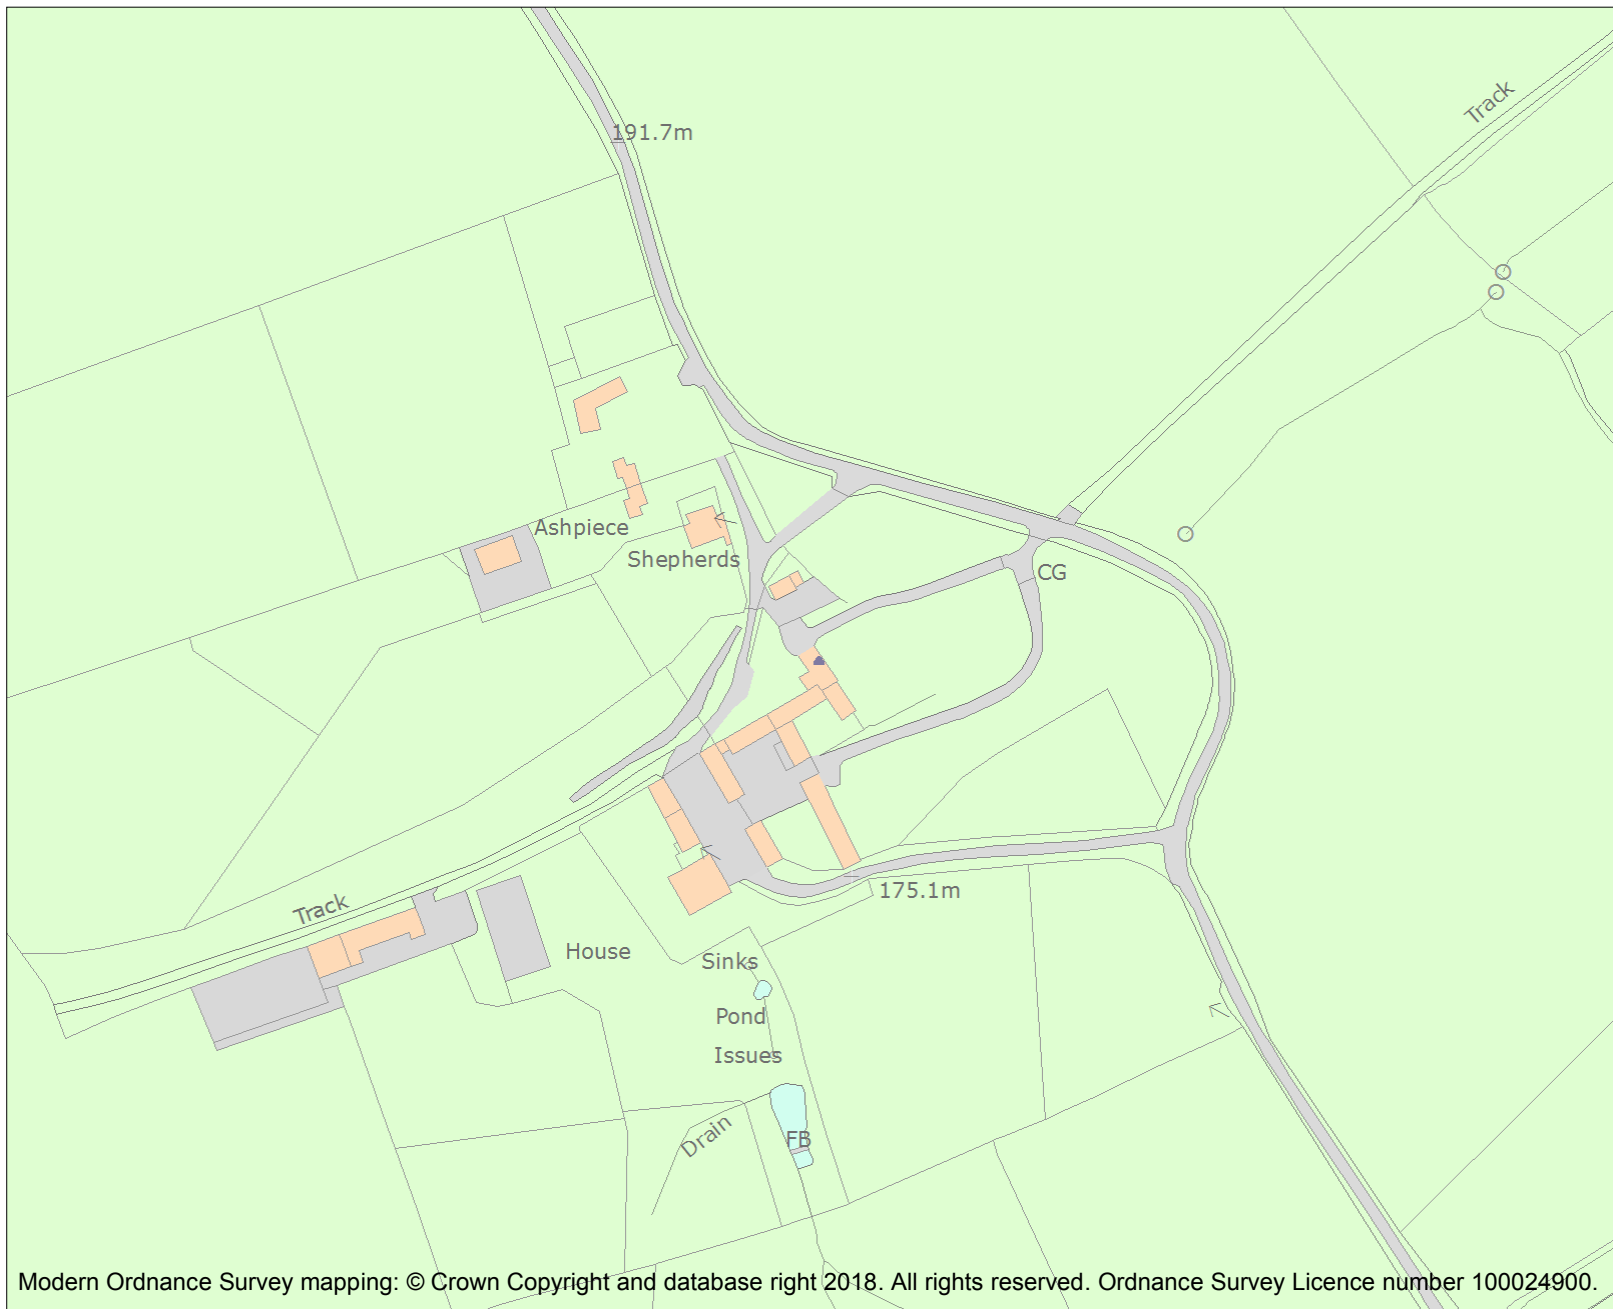 Track
191.7m
Ashpiece
Shepherds
CG
Track
175.1m
House
Sinks
Pond
Issues
Drain
FB
Modern Ordnance Survey mapping: © Crown Copyright and database right 2018. All rights reserved. Ordnance Survey Licence number 100024900.